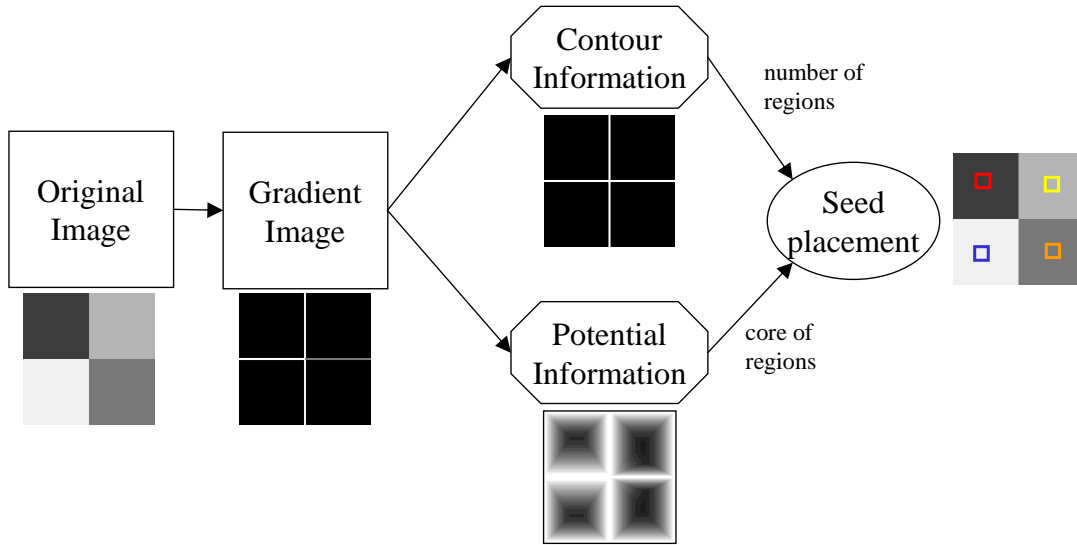 Original
Image
Gradient
Image
Contour
Information
number of
regions
Potential
Information
core of
regions
Seed
placement